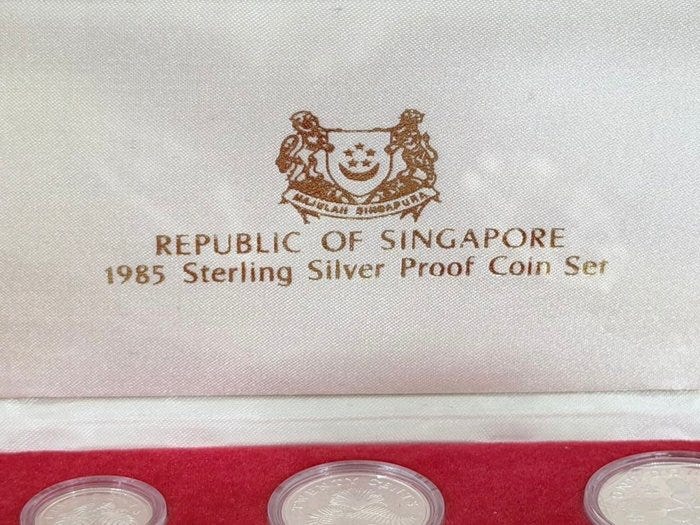 MAJULAH SINGAPURA
REPUBLIC OF SINGAPORE
1985 Sterling Silver Proof Coin Set
TWENTY CENTS